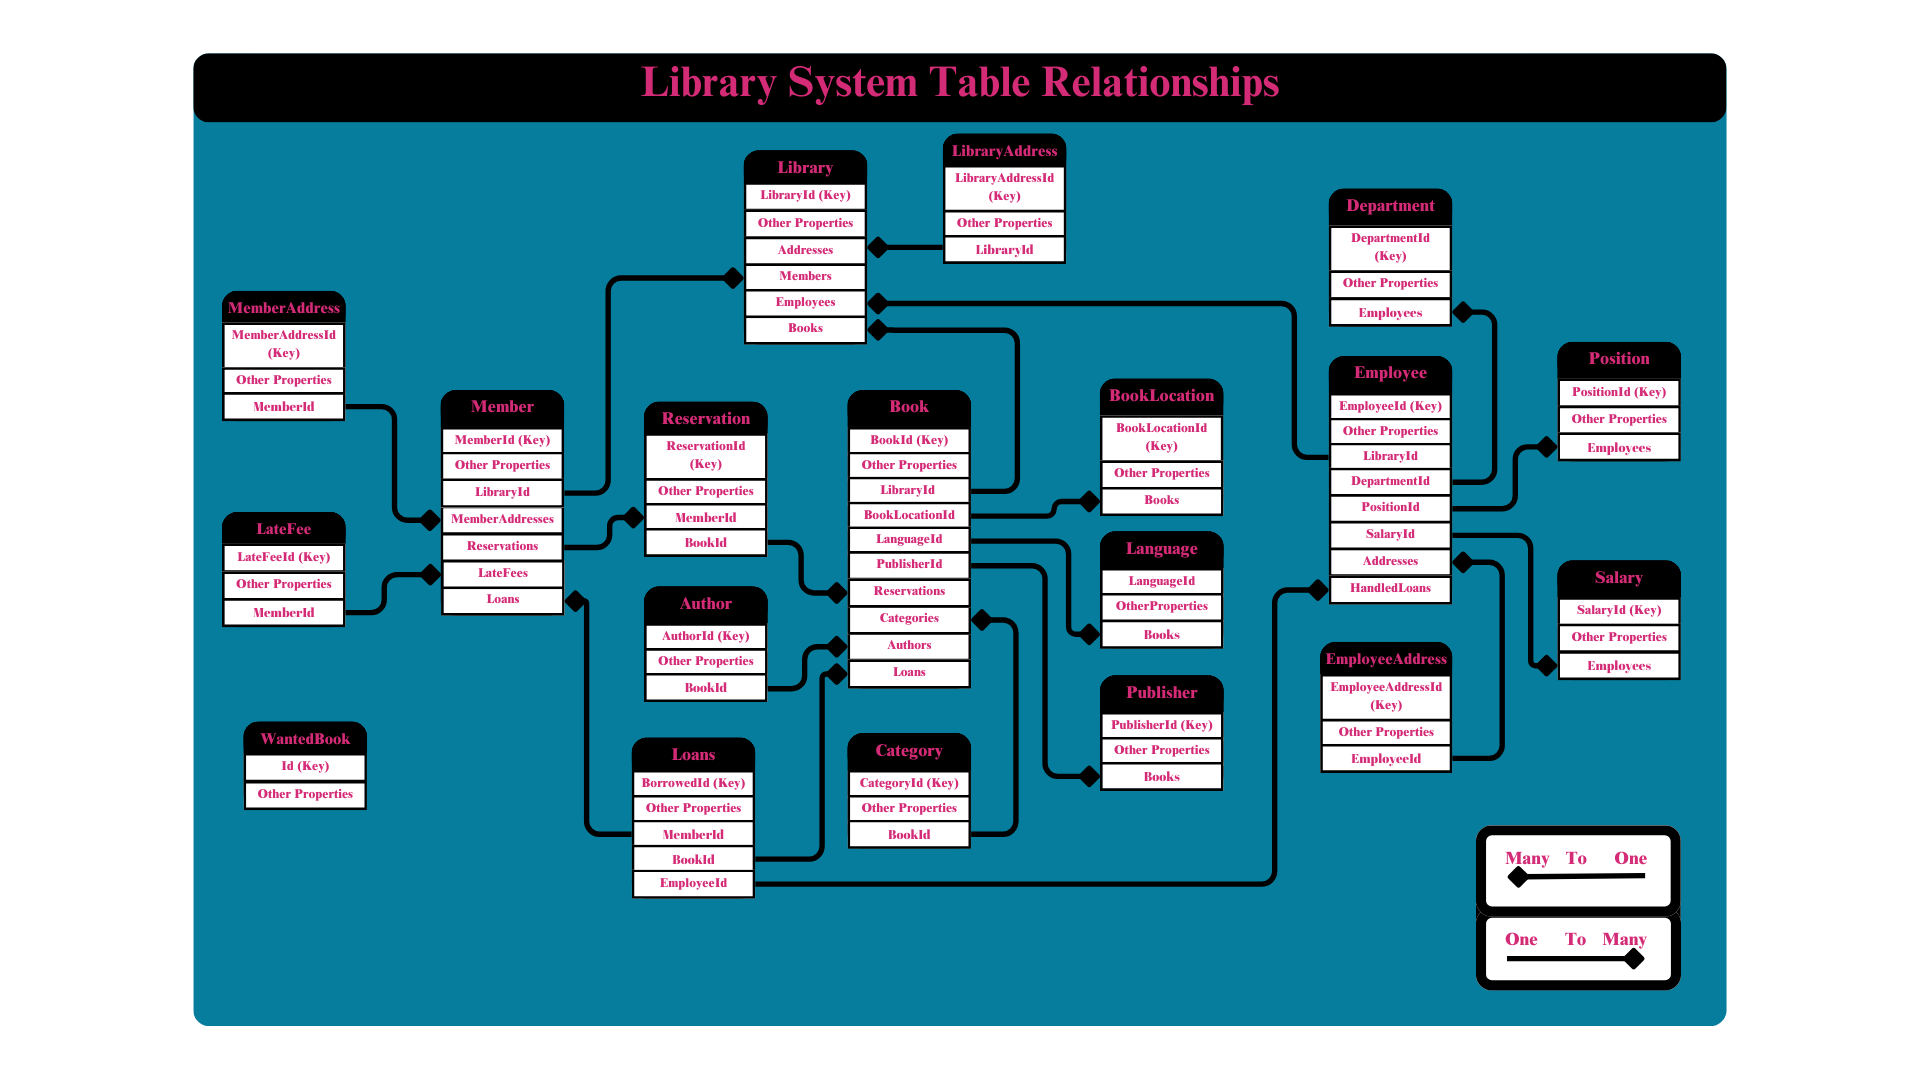 Library System Table Relationships
Library
LibraryId (Key)
Other Properties
Addresses
Members
Employees
Books
LibraryAddress
LibraryAddressId
(Key)
Other Properties
LibraryId
Department
DepartmentId
(Key)
Other Properties
Employees
MemberAddress
MemberAddressId
(Key)
Other Properties
MemberId
Member
MemberId (Key)
Other Properties
LibraryId
MemberAddresses
Reservations
LateFees
Loans
Reservation
ReservationId
(Key)
Other Properties
MemberId
BookId
Book
BookId (Key)
Other Properties
LibraryId
BookLocationId
LanguageId
PublisherId
Reservations
Categories
Authors
Loans
BookLocation
BookLocationId
(Key)
Other Properties
Books
Employee
EmployeeId (Key)
Other Properties
LibraryId
DepartmentId
PositionId
SalaryId
Addresses
HandledLoans
Position
PositionId (Key)
Other Properties
Employees
LateFee
LateFeeId (Key)
Other Properties
MemberId
Author
AuthorId (Key)
Other Properties
BookId
Language
LanguageId
OtherProperties
Books
Salary
SalaryId (Key)
Other Properties
Employees
EmployeeAddress
EmployeeAddressId
(Key)
Other Properties
EmployeeId
Publisher
PublisherId (Key)
Other Properties
Books
WantedBook
Id (Key)
Other Properties
Loans
BorrowedId (Key)
Other Properties
MemberId
BookId
EmployeeId
Category
CategoryId (Key)
Other Properties
BookId
Many To One
One To Many